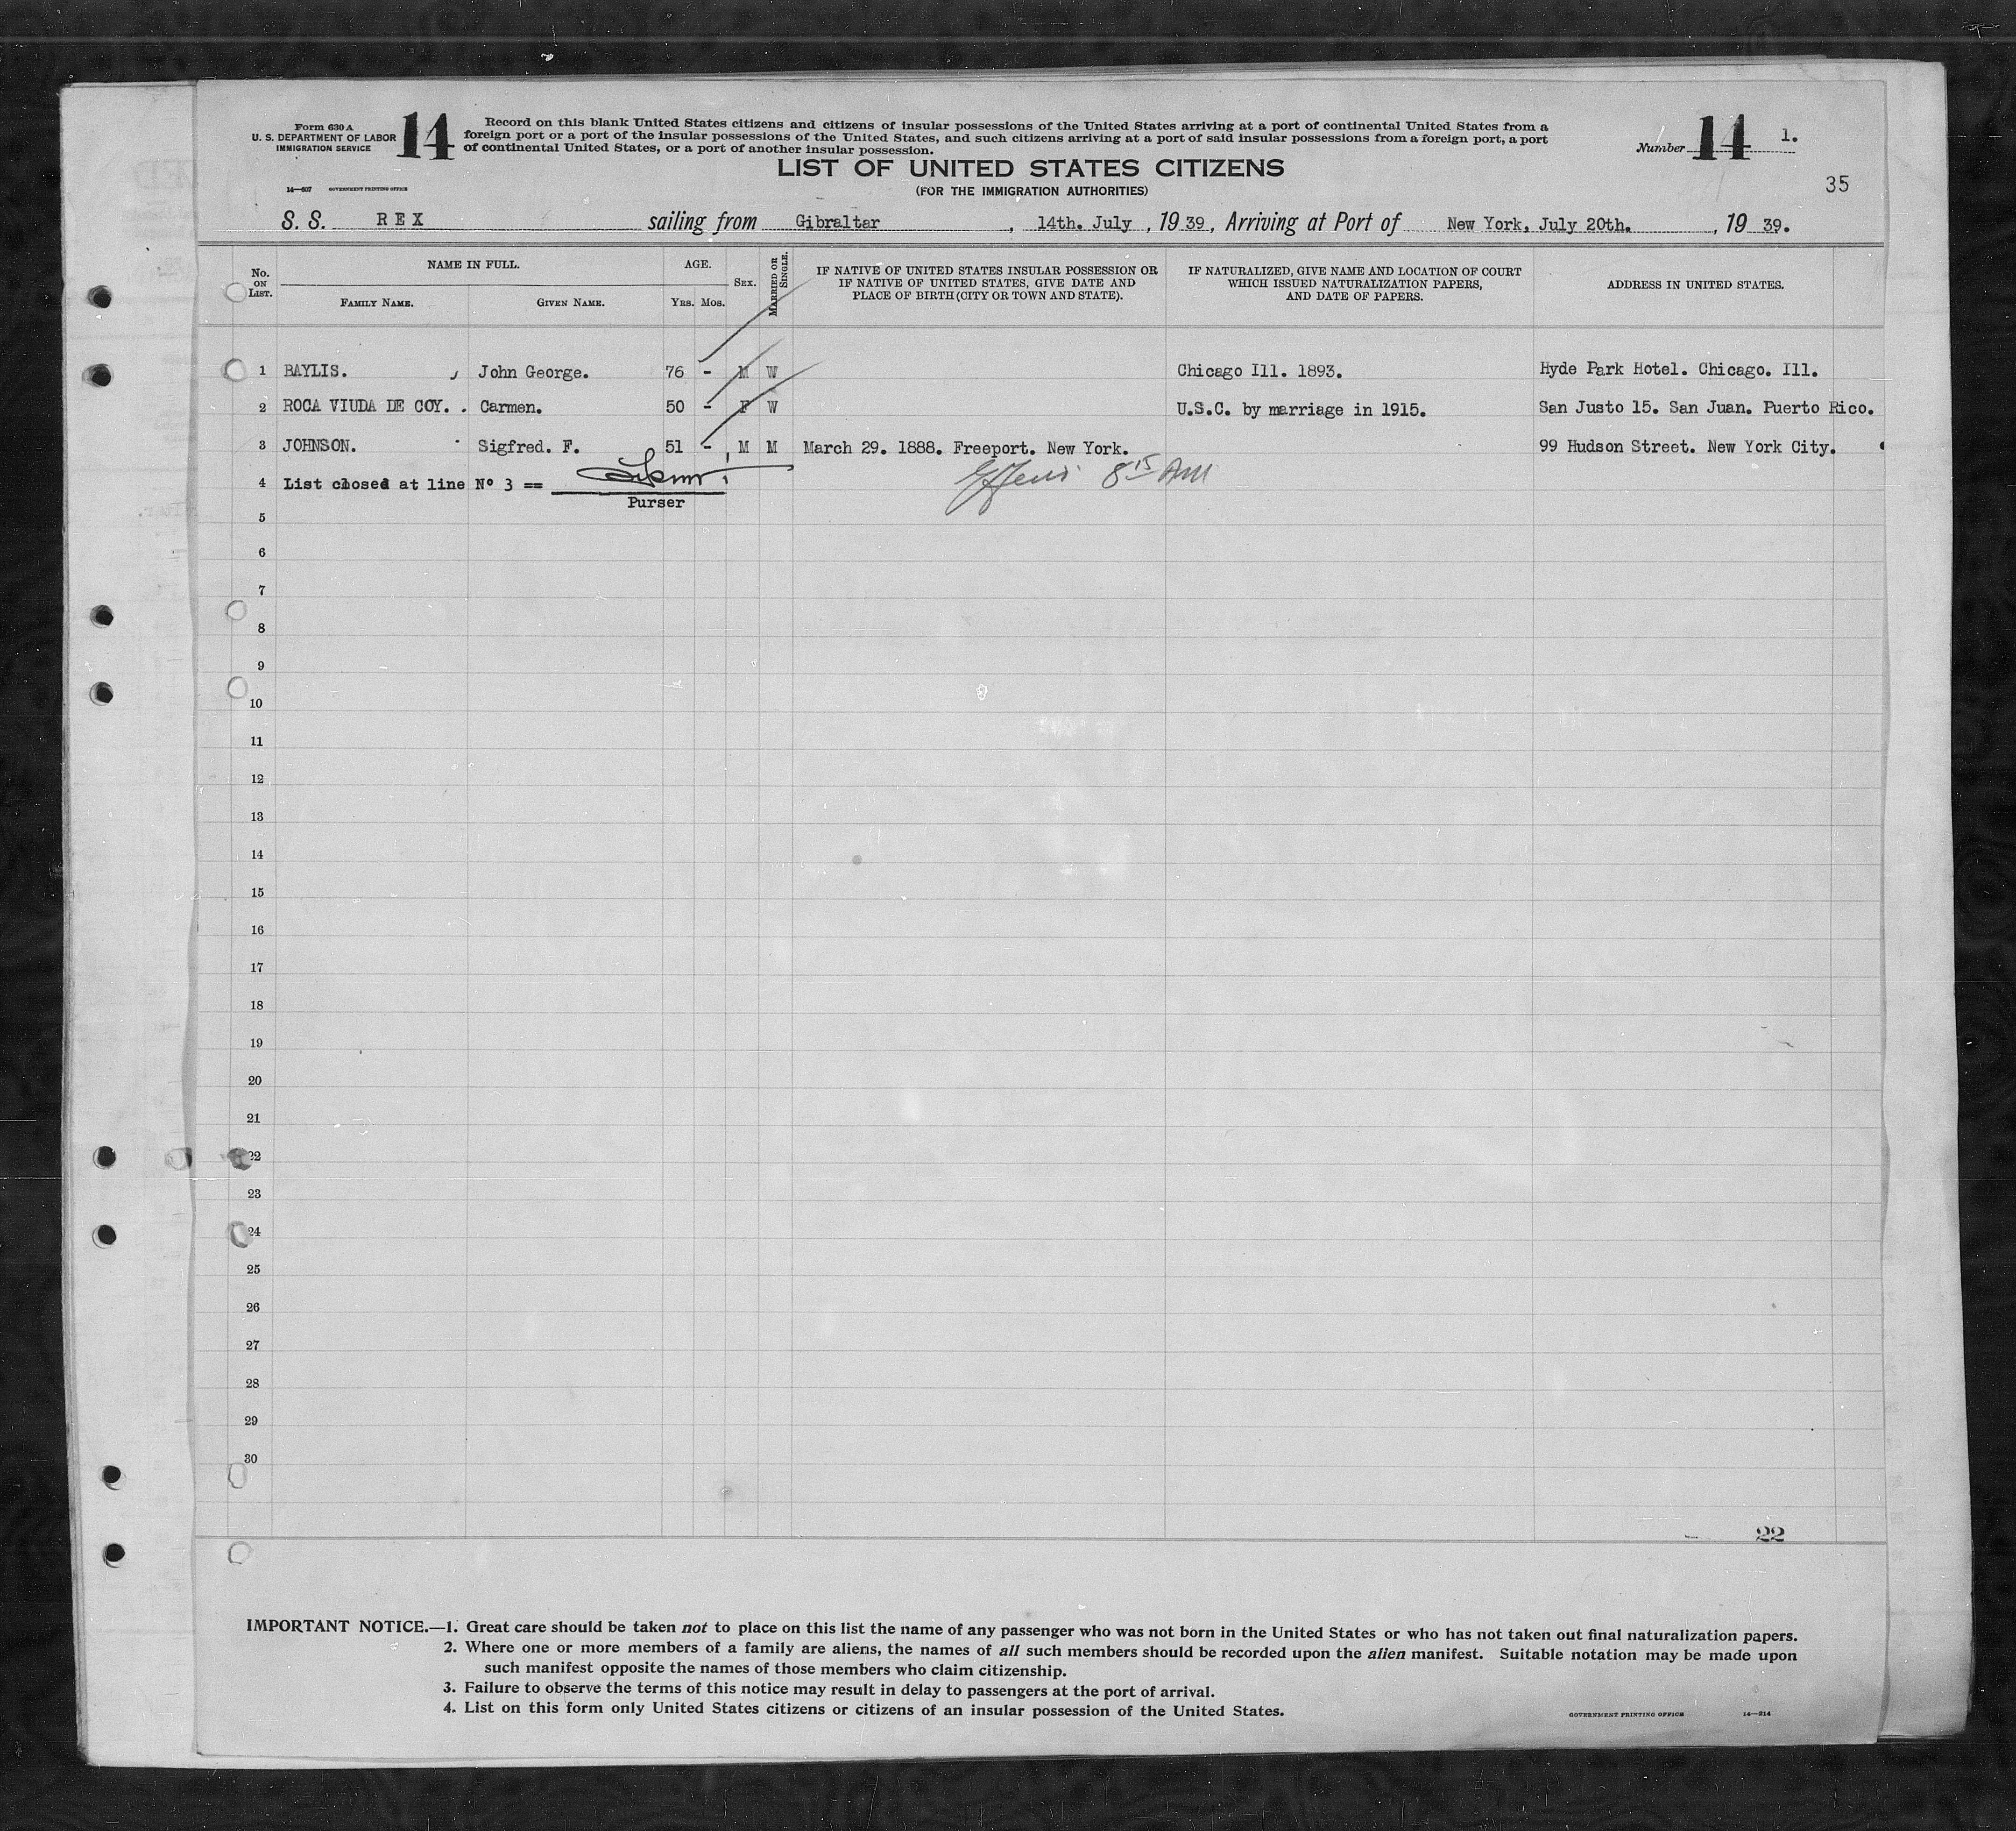 Form 630 A
U. S. DEPARTMENT OF LABOR
IMMIGRATION SERVICE
14
Record on this blank United States citizens and citizens of insular possessions of the United States arriving at a port of continental United States from a
foreign port or a port of the insular possessions of the United States, and such citizens arriving at a port of said insular possessions from a foreign port, a port
of continental United States, or a port of another insular possession.
Number 14 1.
LIST OF UNITED STATES CITIZENS
(FOR THE IMMIGRATION AUTHORITIES)
14—607 GOVERNMENT PRINTING OFFICE
35
S. S. REX sailing from Gibraltar, 14th. July, 1939, Arriving at Port of New York, July 20th., 1939.
No. ON LIST.
NAME IN FULL.
FAMILY NAME.
GIVEN NAME.
AGE.
YRS. MOS.
SEX.
MARRIED OR SINGLE.
IF NATIVE OF UNITED STATES INSULAR POSSESSION OR
IF NATIVE OF UNITED STATES, GIVE DATE AND
PLACE OF BIRTH (CITY OR TOWN AND STATE).
IF NATURALIZED, GIVE NAME AND LOCATION OF COURT
WHICH ISSUED NATURALIZATION PAPERS,
AND DATE OF PAPERS.
ADDRESS IN UNITED STATES.
1 BAYLIS. , John George. 76 - M W Chicago Ill. 1893. Hyde Park Hotel. Chicago. Ill.
2 ROCA VIUDA DE COY. . Carmen. 50 - F W U.S.C. by marriage in 1915. San Justo 15. San Juan. Puerto Rico.
3 JOHNSON. Sigfred. F. 51 - M M March 29. 1888. Freeport. New York. 99 Hudson Street. New York City.
4 List closed at line Nº 3 ==
8 15 AM
Purser
5
6
7
8
9
10
11
12
13
14
15
16
17
18
19
20
21
22
23
24
25
26
27
28
29
30
22
IMPORTANT NOTICE.—1. Great care should be taken not to place on this list the name of any passenger who was not born in the United States or who has not taken out final naturalization papers.
2. Where one or more members of a family are aliens, the names of all such members should be recorded upon the alien manifest. Suitable notation may be made upon
such manifest opposite the names of those members who claim citizenship.
3. Failure to observe the terms of this notice may result in delay to passengers at the port of arrival.
4. List on this form only United States citizens or citizens of an insular possession of the United States.
GOVERNMENT PRINTING OFFICE 14—214